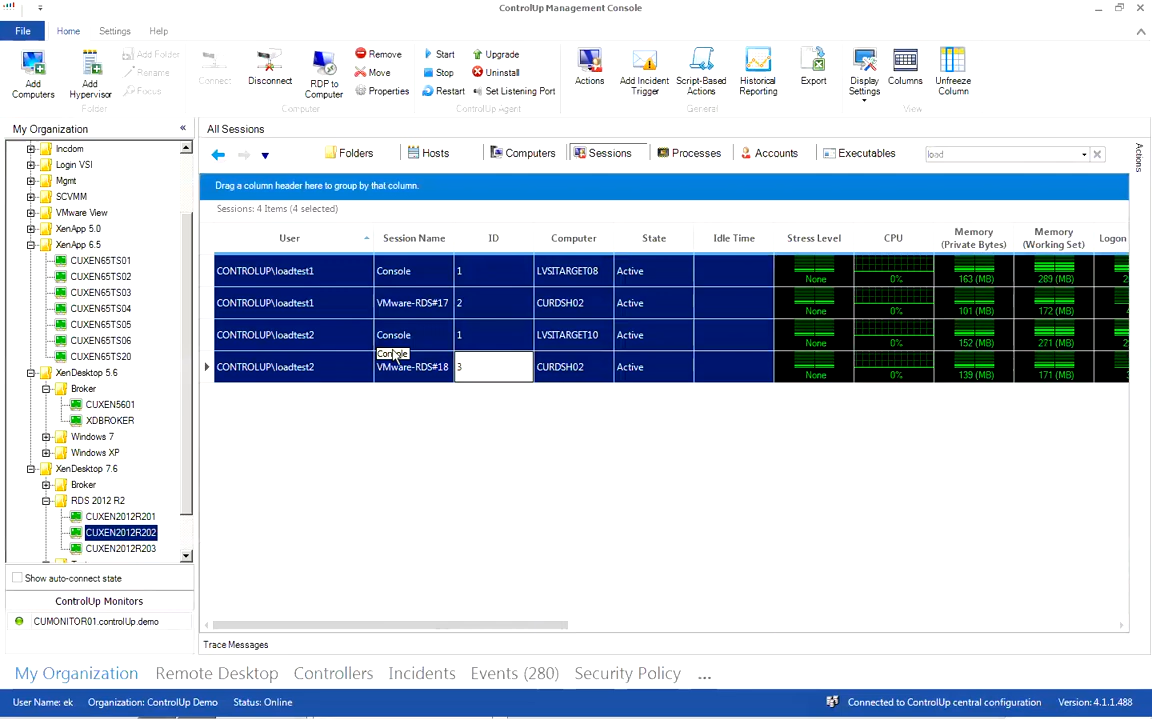 ControlUp Management Console
File Home Settings Help
Add Computers
Add Hypervisor
Add Folder
Rename
Focus
Folder
Connect
Disconnect
RDP to Computer
Remove
Move
Properties
Computer
Start
Stop
Restart
Upgrade
Uninstall
Set Listening Port
ControlUp Agent
Actions
Add Incident Trigger
Script-Based Actions
Historical Reporting
General
Export
Display Settings
Columns
Unfreeze Column
View
My Organization «
Incdom
Login VSI
Mgmt
SCVMM
VMware View
XenApp 5.0
XenApp 6.5
CUXEN65TS01
CUXEN65TS02
CUXEN65TS03
CUXEN65TS04
CUXEN65TS05
CUXEN65TS06
CUXEN65TS20
XenDesktop 5.6
Broker
CUXEN5601
XDBROKER
Windows 7
Windows XP
XenDesktop 7.6
Broker
RDS 2012 R2
CUXEN2012R201
CUXEN2012R202
CUXEN2012R203
Show auto-connect state
ControlUp Monitors
CUMONITOR01.controlUp.demo
All Sessions
Folders Hosts Computers Sessions Processes Accounts Executables load
Actions
Drag a column header here to group by that column.
Sessions: 4 Items (4 selected)
User Session Name ID Computer State Idle Time Stress Level CPU Memory (Private Bytes) Memory (Working Set) Logon
CONTROLUP\loadtest1 Console 1 LVSITARGET08 Active None 0% 163 (MB) 289 (MB)
CONTROLUP\loadtest1 VMware-RDS#17 2 CURDSH02 Active None 0% 101 (MB) 172 (MB)
CONTROLUP\loadtest2 Console 1 LVSITARGET10 Active None 0% 152 (MB) 271 (MB)
Console
CONTROLUP\loadtest2 VMware-RDS#18 3 CURDSH02 Active None 0% 139 (MB) 171 (MB)
Trace Messages
My Organization Remote Desktop Controllers Incidents Events (280) Security Policy ...
User Name: ek Organization: ControlUp Demo Status: Online Connected to ControlUp central configuration Version: 4.1.1.488